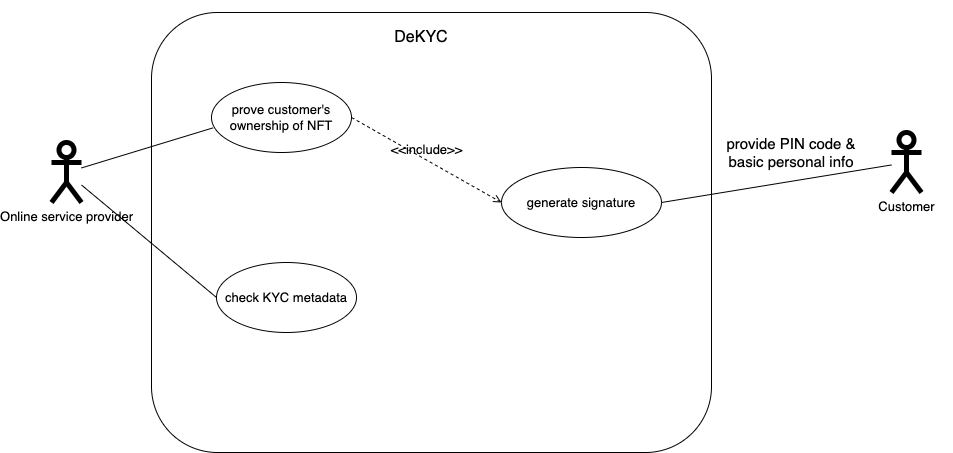 DeKYC
prove customer's
ownership of NFT
<<include>>
provide PIN code &
basic personal info
generate signature
Online service provider
Customer
check KYC metadata